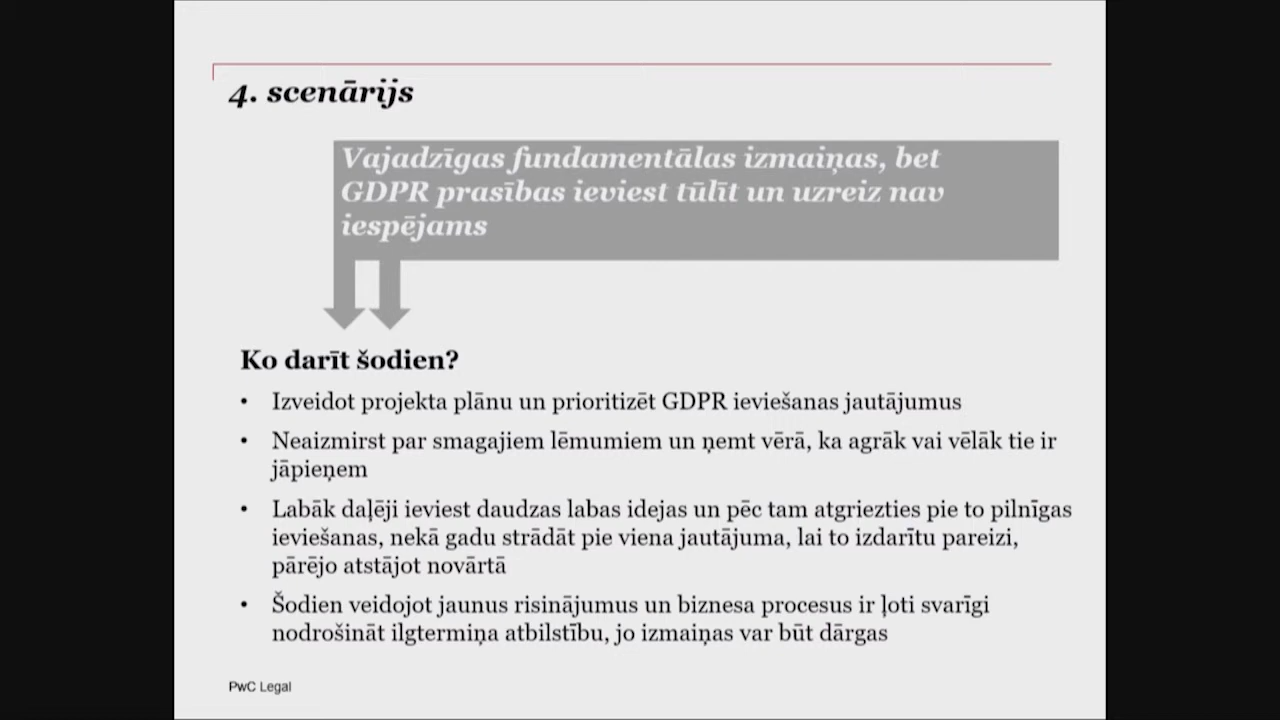 4. scenārijs
Vajadzīgas fundamentālas izmaiņas, bet
GDPR prasības ieviest tūlīt un uzreiz nav
iespējams
Ko darīt šodien?
• Izveidot projekta plānu un prioritizēt GDPR ieviešanas jautājumus
• Neaizmirst par smagajiem lēmumiem un ņemt vērā, ka agrāk vai vēlāk tie ir
jāpieņem
• Labāk daļēji ieviest daudzas labas idejas un pēc tam atgriezties pie to pilnīgas
ieviešanas, nekā gadu strādāt pie viena jautājuma, lai to izdarītu pareizi,
pārējo atstājot novārtā
• Šodien veidojot jaunus risinājumus un biznesa procesus ir ļoti svarīgi
nodrošināt ilgtermiņa atbilstību, jo izmaiņas var būt dārgas
PwC Legal